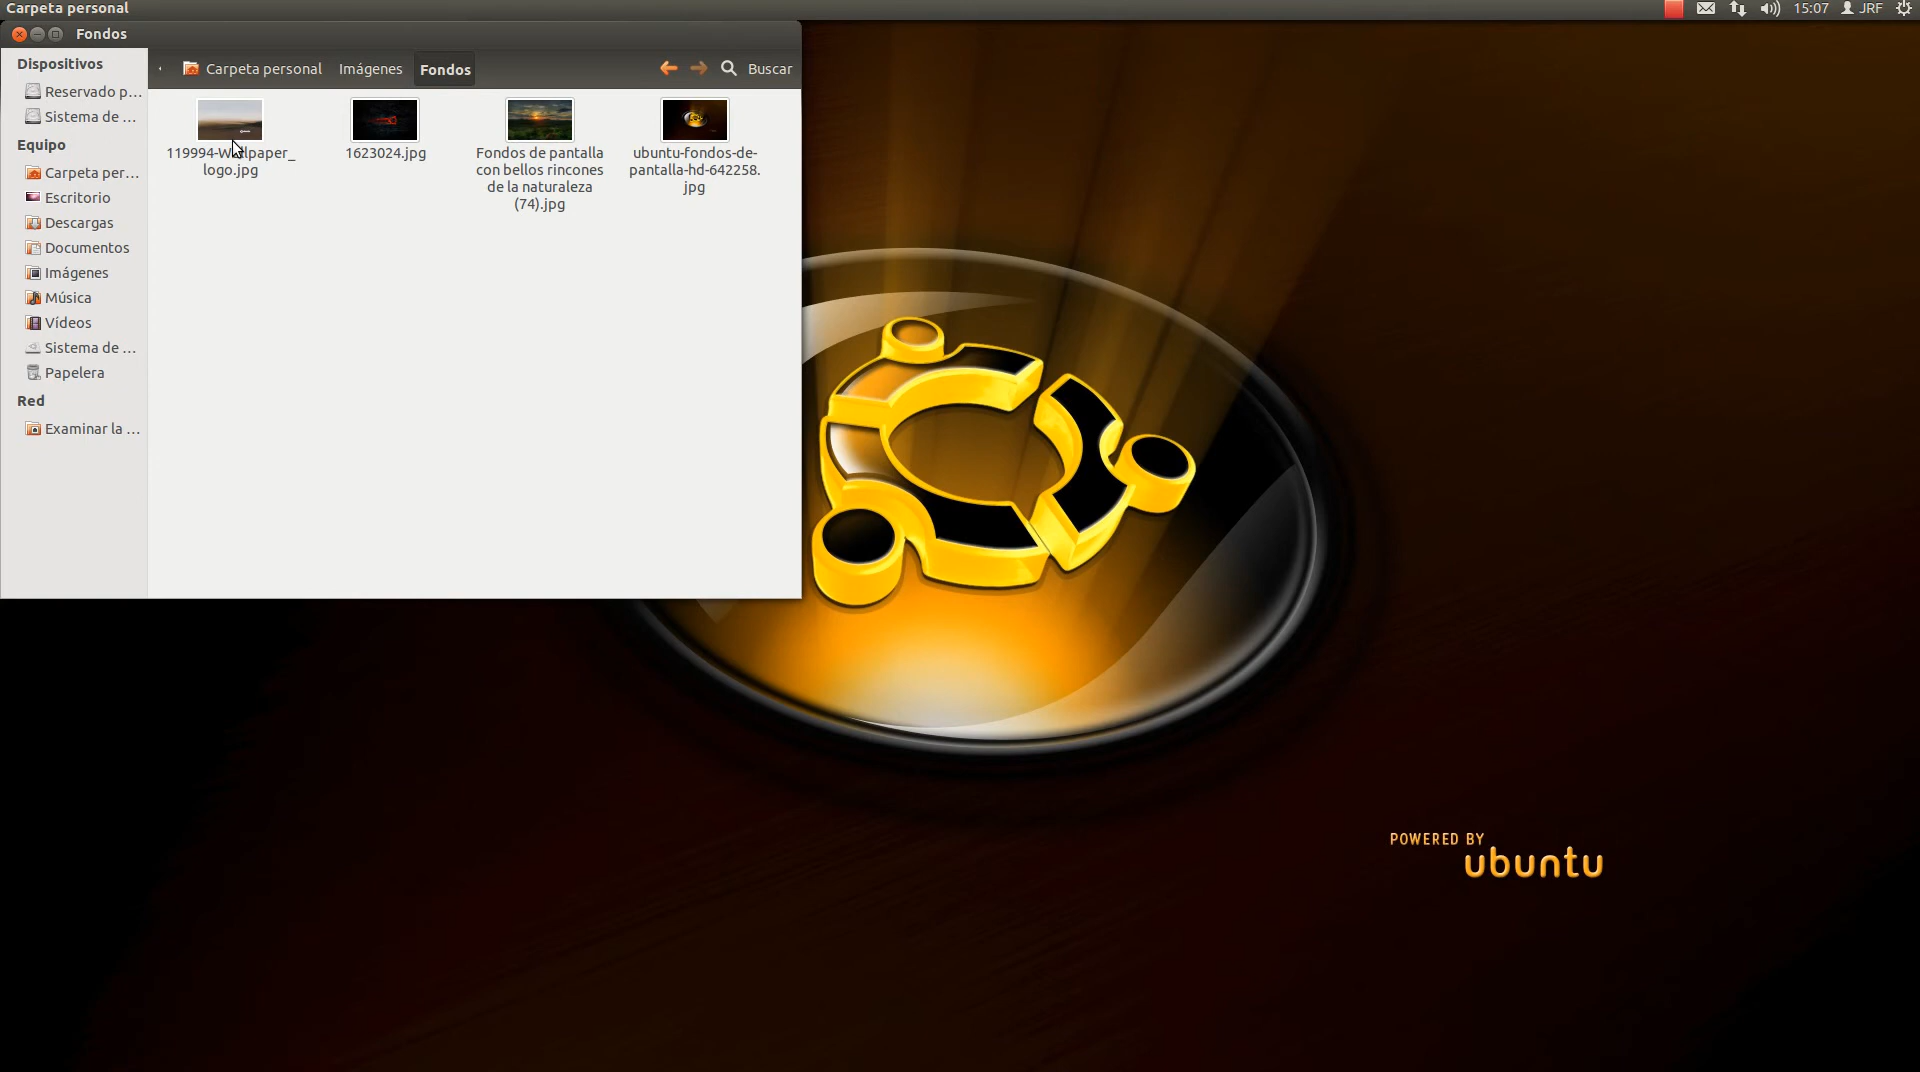 Carpeta personal
15:07
JRF
Fondos
Dispositivos
Reservado p...
Sistema de ...
Equipo
Carpeta per...
Escritorio
Descargas
Documentos
Imágenes
Música
Vídeos
Sistema de ...
Papelera
Red
Examinar la ...
Carpeta personal
Imágenes
Fondos
Buscar
119994-Wallpaper_
logo.jpg
1623024.jpg
Fondos de pantalla
con bellos rincones
de la naturaleza
(74).jpg
ubuntu-fondos-de-
pantalla-hd-642258.
jpg
POWERED BY
ubuntu